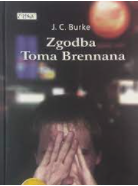 J. C. Burke
Zgodba
Toma Brennana